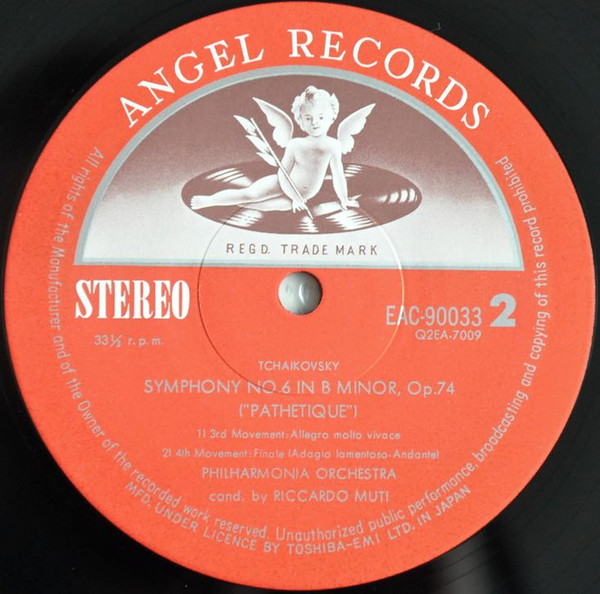 ANGEL RECORDS
REGD. TRADE MARK
STEREO
33⅓ r.p.m.
EAC-90033 2
Q2EA-7009
TCHAIKOVSKY
SYMPHONY NO.6 IN B MINOR, Op.74
("PATHETIQUE")
1) 3rd Movement: Allegro molto vivace
2) 4th Movement: Finale (Adagio lamentoso-Andante)
PHILHARMONIA ORCHESTRA
cond. by RICCARDO MUTI
All rights of the Manufacturer and of the Owner of the recorded work reserved. Unauthorized public performance, broadcasting and copying of this record prohibited
MFD. UNDER LICENCE BY TOSHIBA-EMI LTD. IN JAPAN